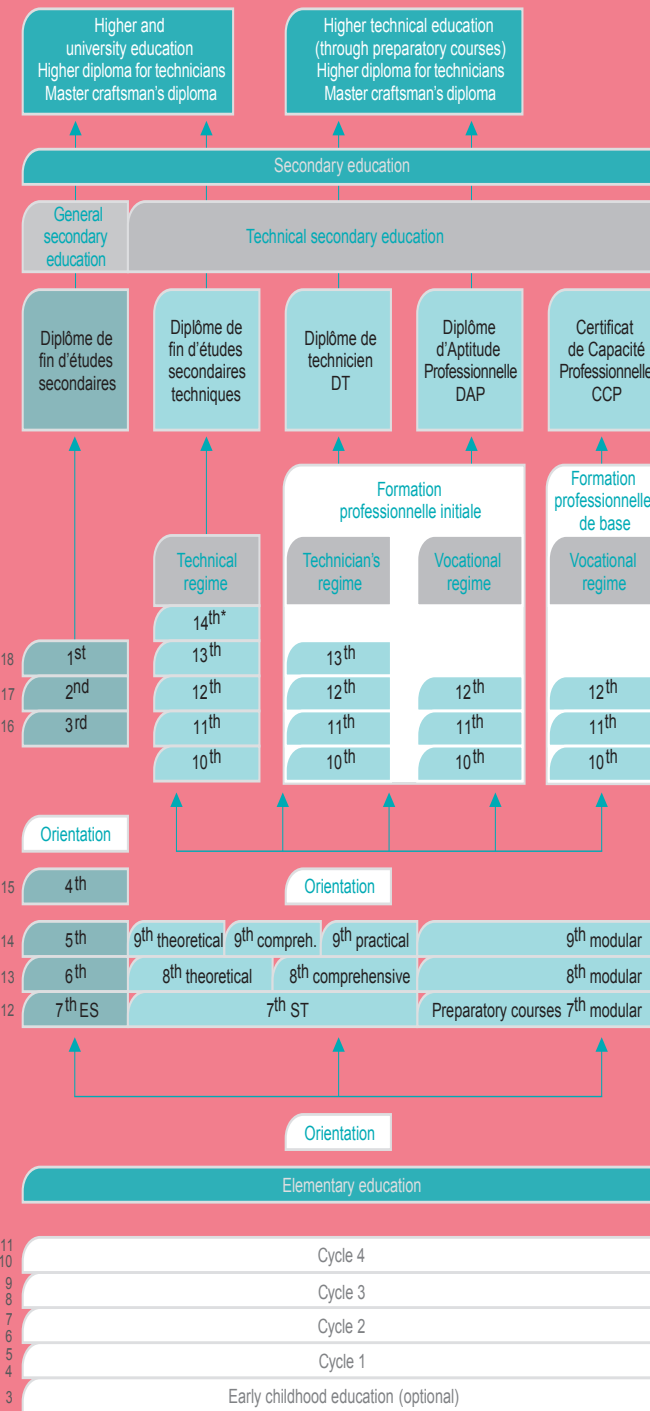 Higher and
university education
Higher diploma for technicians
Master craftsman's diploma
Higher technical education
(through preparatory courses)
Higher diploma for technicians
Master craftsman's diploma
Secondary education
General
secondary
education
Technical secondary education
Diplôme de
fin d'études
secondaires
Diplôme de
fin d'études
secondaires
techniques
Diplôme de
technicien
DT
Diplôme
d'Aptitude
Professionnelle
DAP
Certificat
de Capacité
Professionnelle
CCP
Formation
professionnelle initiale
Formation
professionnelle
de base
Technical
regime
Technician's
regime
Vocational
regime
Vocational
regime
14th*
18 1st 13th 13th
17 2nd 12th 12th 12th 12th
16 3rd 11th 11th 11th 11th
10th 10th 10th 10th
Orientation
15 4th Orientation
14 5th 9th theoretical 9th compreh. 9th practical 9th modular
13 6th 8th theoretical 8th comprehensive 8th modular
12 7th ES 7th ST Preparatory courses 7th modular
Orientation
Elementary education
11
10 Cycle 4
9
8 Cycle 3
7
6 Cycle 2
5
4 Cycle 1
3 Early childhood education (optional)